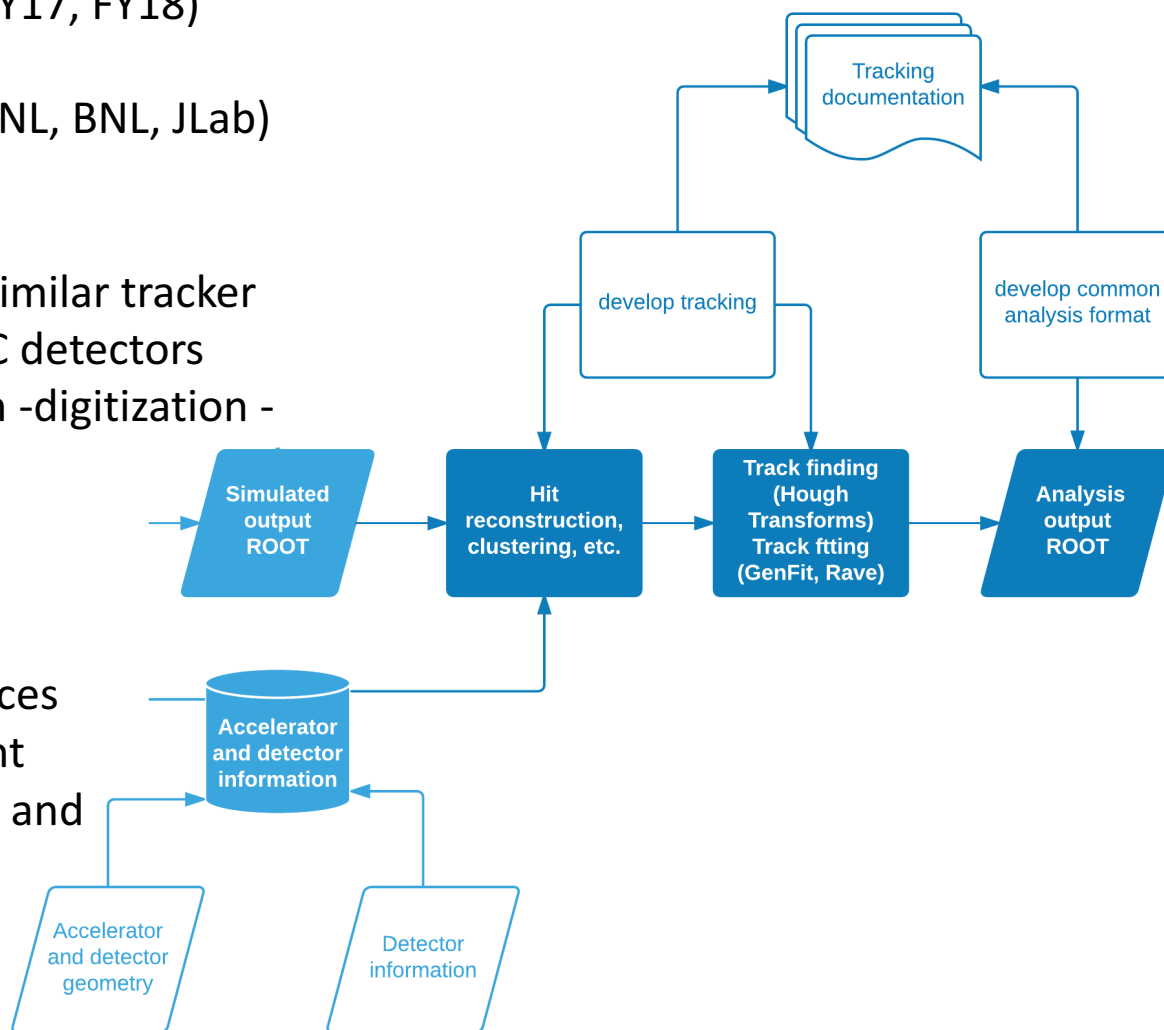 FY18)
NL, BNL, JLab)
imilar tracker
C detectors
-digitization -
ces
and
Tracking
documentation
develop tracking
develop common
analysis format
Simulated
output
ROOT
Hit
reconstruction,
clustering, etc.
Track finding
(Hough
Transforms)
Track ftting
(GenFit, Rave)
Analysis
output
ROOT
Accelerator
and detector
information
Accelerator
and detector
geometry
Detector
information